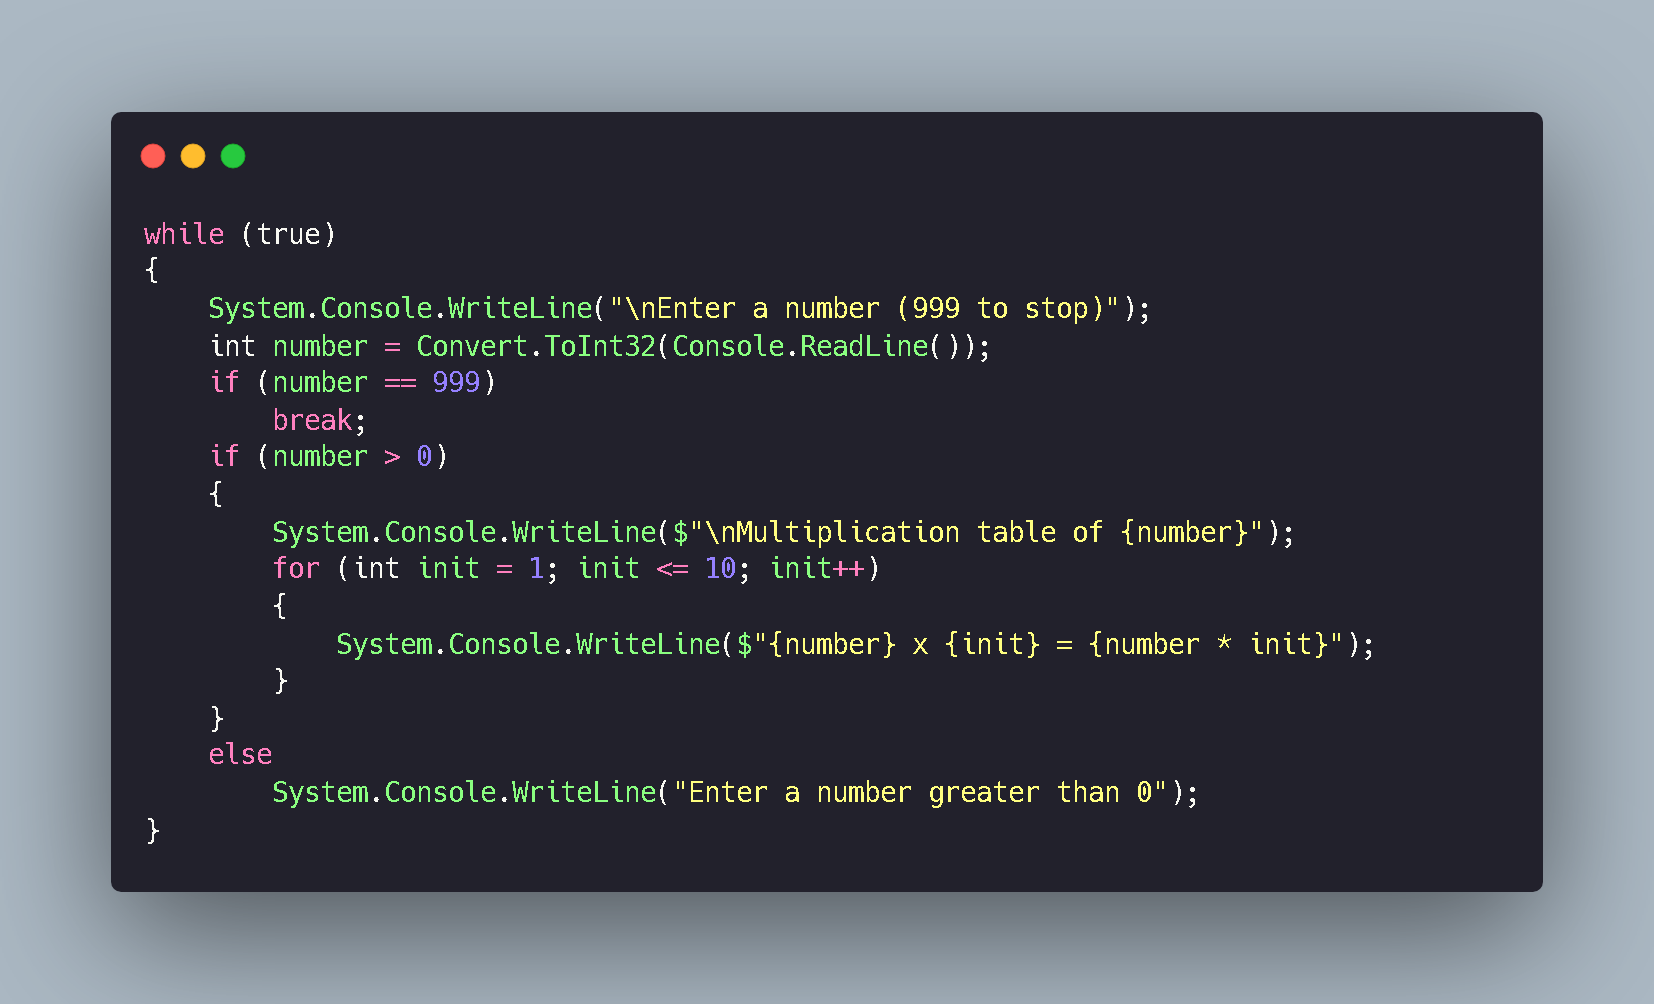 while (true)
{
    System.Console.WriteLine("\nEnter a number (999 to stop)");
    int number = Convert.ToInt32(Console.ReadLine());
    if (number == 999)
        break;
    if (number > 0)
    {
        System.Console.WriteLine($"\nMultiplication table of {number}");
        for (int init = 1; init <= 10; init++)
        {
            System.Console.WriteLine($"{number} x {init} = {number * init}");
        }
    }
    else
        System.Console.WriteLine("Enter a number greater than 0");
}